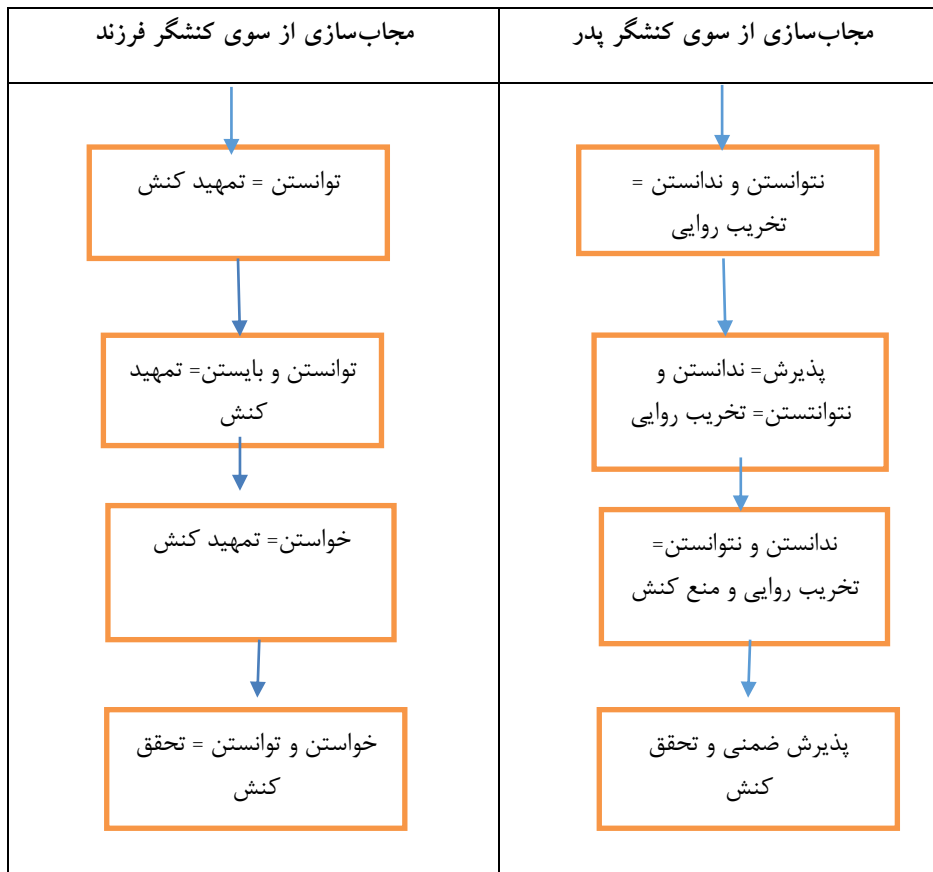 مجاب‌سازی از سوی کنشگر پدر
مجاب‌سازی از سوی کنشگر فرزند
نتوانستن و ندانستن =
تخریب روایی
پذیرش= ندانستن و
نتوانتستن= تخریب روایی
ندانستن و نتوانستن=
تخریب روایی و منع کنش
پذیرش ضمنی و تحقق
کنش
توانستن = تمهید کنش
توانستن و بایستن= تمهید
کنش
خواستن= تمهید کنش
خواستن و توانستن = تحقق
کنش